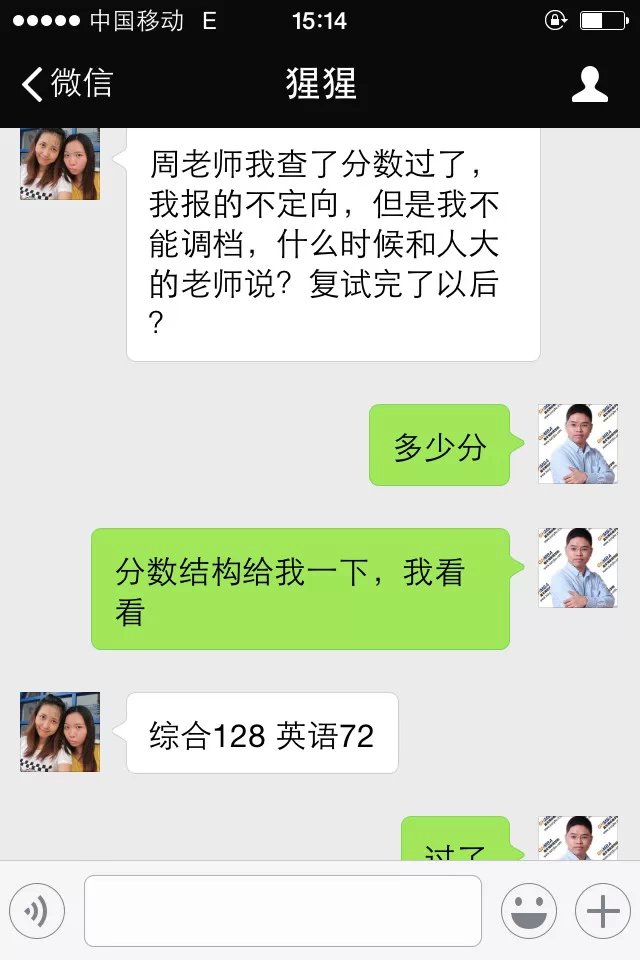 中国移动 E 15:14
微信 猩猩
周老师我查了分数过了，
我报的不定向，但是我不
能调档，什么时候和人大
的老师说？复试完了以后
？
多少分
分数结构给我一下，我看
看
综合128 英语72
过了